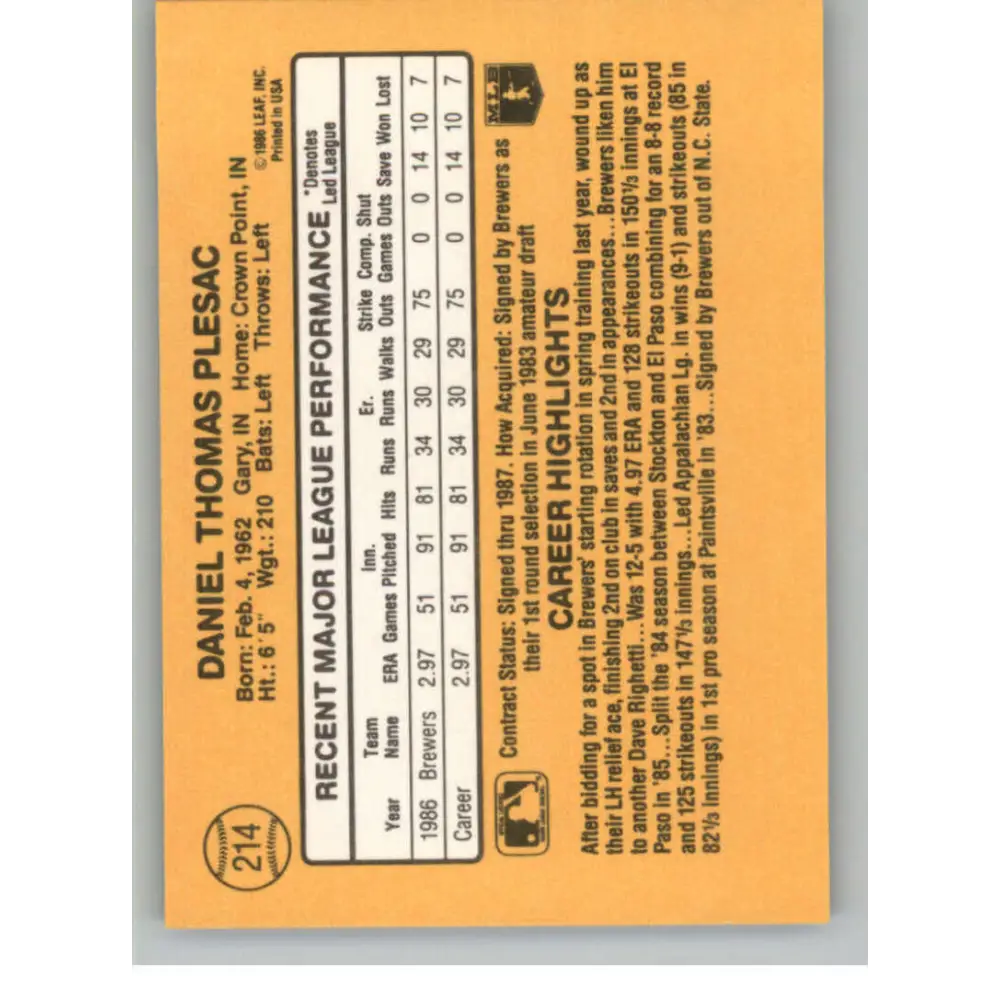 214
DANIEL THOMAS PLESAC
Born: Feb. 4, 1962 Gary, IN Home: Crown Point, IN
Ht.: 6' 5" Wgt.: 210 Bats: Left Throws: Left
© 1986 LEAF, INC.
Printed in USA
RECENT MAJOR LEAGUE PERFORMANCE
*Denotes
Led League
Team Inn. Er. Strike Comp. Shut
Year Name ERA Games Pitched Hits Runs Runs Walks Outs Games Outs Save Won Lost
1986 Brewers 2.97 51 91 81 34 30 29 75 0 0 14 10 7
Career 2.97 51 91 81 34 30 29 75 0 0 14 10 7
Contract Status: Signed thru 1987. How Acquired: Signed by Brewers as
their 1st round selection in June 1983 amateur draft
MLB
CAREER HIGHLIGHTS
After bidding for a spot in Brewers' starting rotation in spring training last year, wound up as
their LH relief ace, finishing 2nd on club in saves and 2nd in appearances... Brewers liken him
to another Dave Righetti... Was 12-5 with 4.97 ERA and 128 strikeouts in 150 1/3 innings at El
Paso in '85... Split the '84 season between Stockton and El Paso combining for an 8-8 record
and 125 strikeouts in 147 1/3 innings... Led Appalachian Lg. in wins (9-1) and strikeouts (85 in
82 1/3 innings) in 1st pro season at Paintsville in '83... Signed by Brewers out of N.C. State.